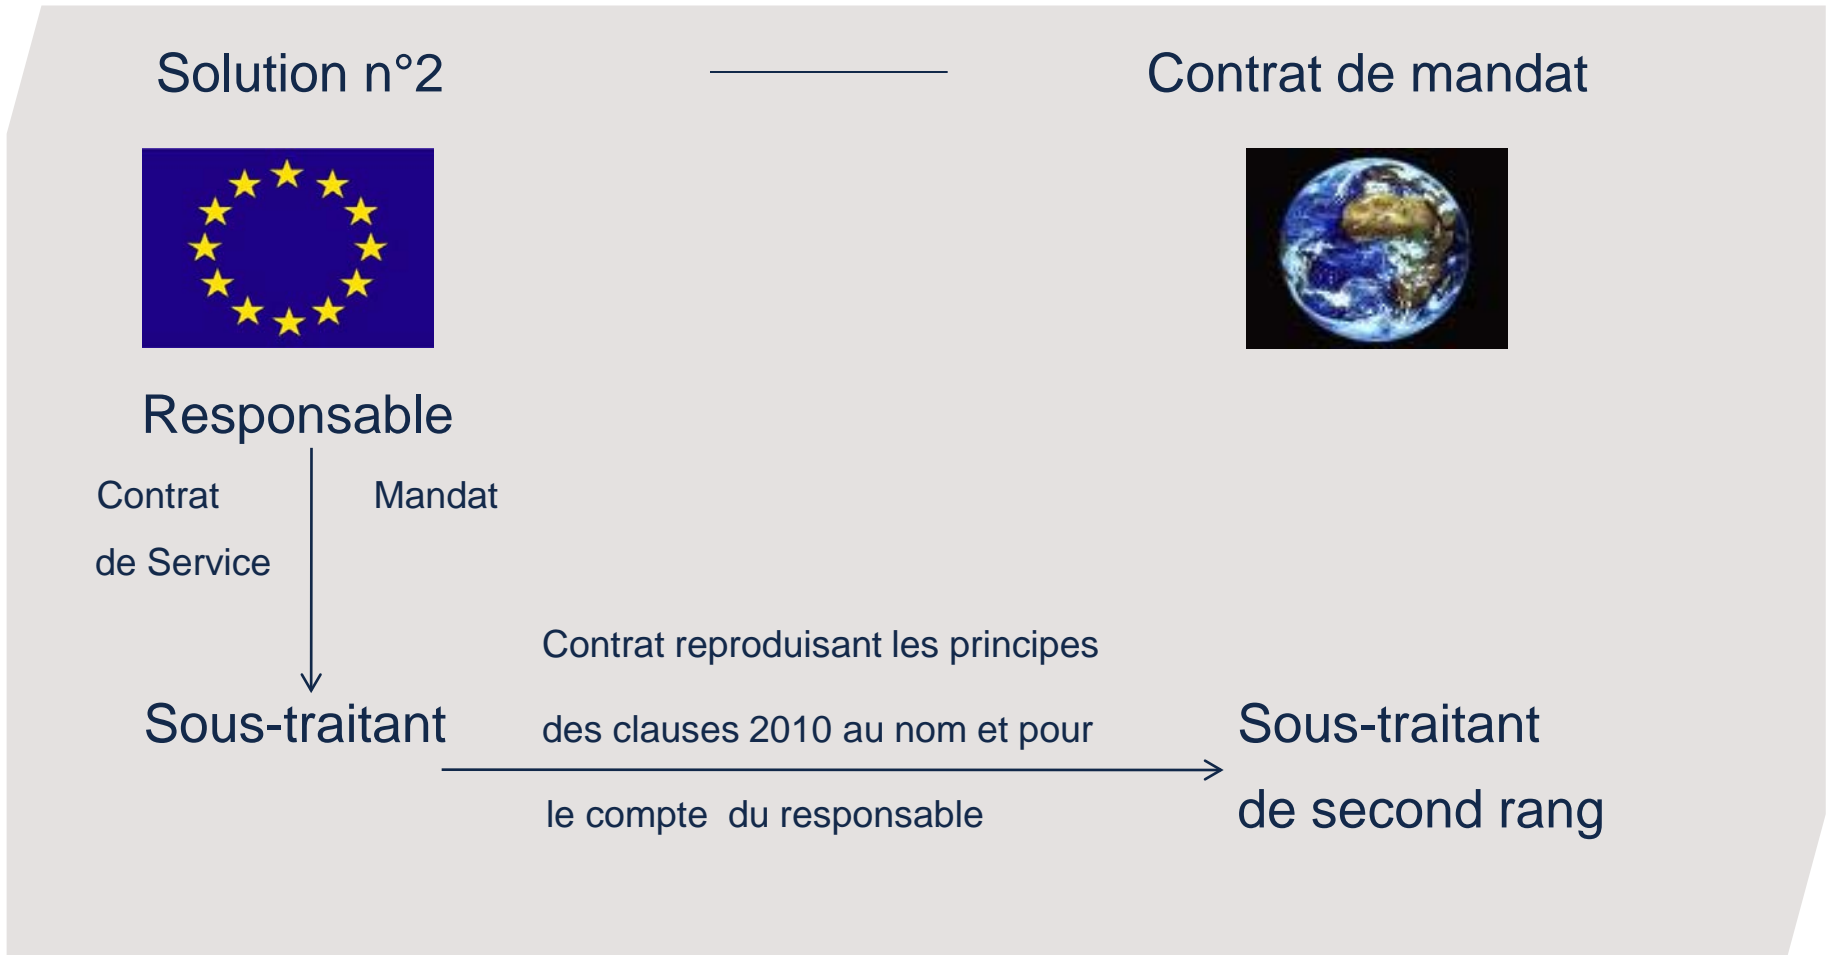 Solution n°2
Contrat de mandat
Responsable
Contrat
Mandat
de Service
Contrat reproduisant les principes
Sous-traitant
des clauses 2010 au nom et pour
Sous-traitant
le compte du responsable
de second rang